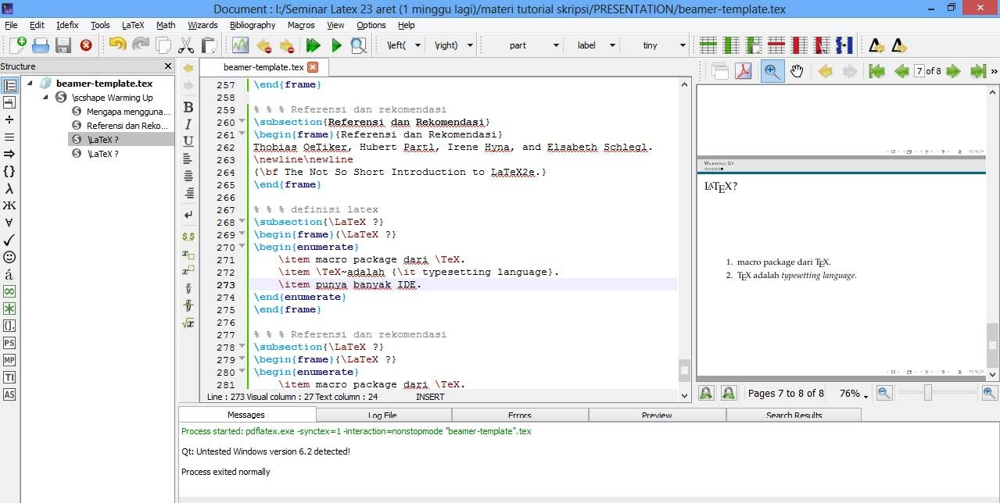 Document : I:/Seminar Latex 23 aret (1 minggu lagi)/materi tutorial skripsi/PRESENTATION/beamer-template.tex
File Edit Idefix Tools LaTeX Math Wizards Bibliography Macros View Options Help
\left( \right) part label tiny
Structure
beamer-template.tex
\scshape Warming Up
Mengapa mengguna...
Referensi dan Reko...
\LaTeX ?
\LaTeX ?
beamer-template.tex
257 \end{frame}
258
259 % % % Referensi dan rekomendasi
260 \subsection{Referensi dan Rekomendasi}
261 \begin{frame}{Referensi dan Rekomendasi}
262 Thobias OeTiker, Hubert Partl, Irene Hyna, and Elsabeth Schlegl.
263 \newline\newline
264 {\bf The Not So Short Introduction to LaTeX2e.}
265 \end{frame}
266
267 % % % definisi latex
268 \subsection{\LaTeX ?}
269 \begin{frame}{\LaTeX ?}
270 \begin{enumerate}
271 \item macro package dari \TeX.
272 \item \TeX~adalah {\it typesetting language}.
273 \item punya banyak IDE.
274 \end{enumerate}
275 \end{frame}
276
277 % % % Referensi dan rekomendasi
278 \subsection{\LaTeX ?}
279 \begin{frame}{\LaTeX ?}
280 \begin{enumerate}
281 \item macro package dari \TeX.
Line : 273 Visual column : 27 Text column : 24 INSERT
7 of 8
Warming Up
LATEX?
1. macro package dari TEX.
2. TEX adalah typesetting language.
Pages 7 to 8 of 8 76%
Messages Log File Errors Preview Search Results
Process started: pdflatex.exe -synctex=1 -interaction=nonstopmode "beamer-template".tex
Qt: Untested Windows version 6.2 detected!
Process exited normally